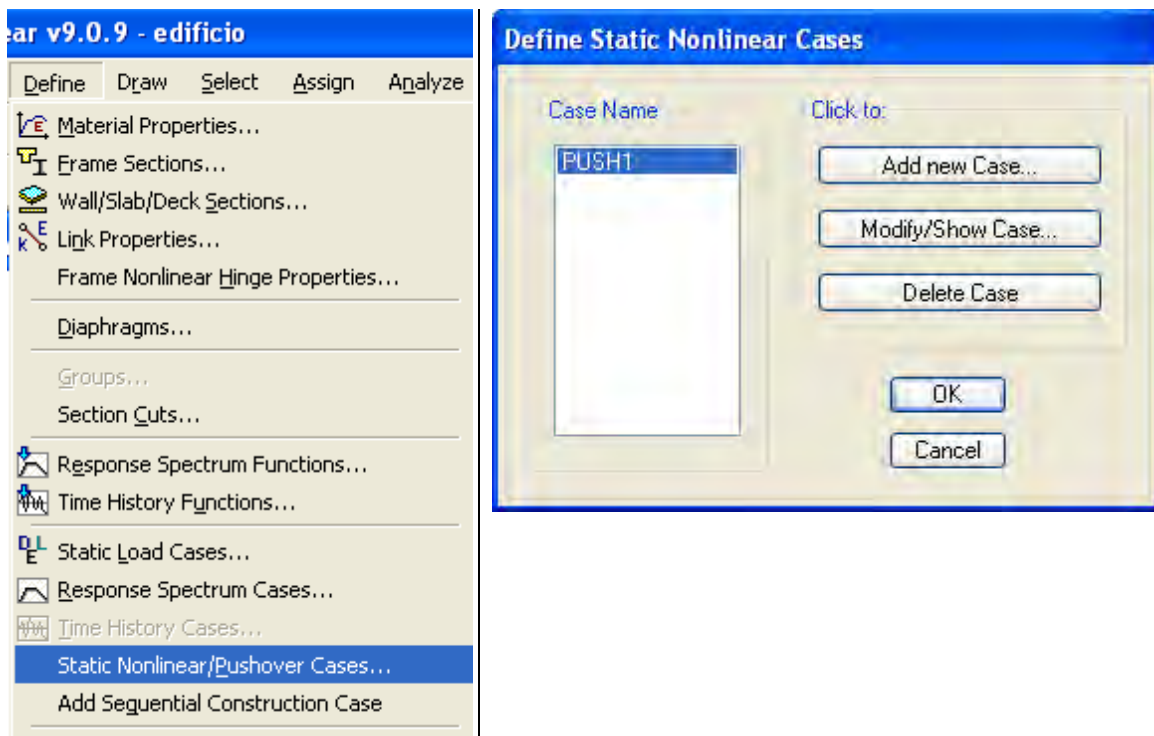 ear v9.0.9 - edificio
Define Draw Select Assign Analyze
Material Properties...
Frame Sections...
Wall/Slab/Deck Sections...
Link Properties...
Frame Nonlinear Hinge Properties...
Diaphragms...
Groups...
Section Cuts...
Response Spectrum Functions...
Time History Functions...
Static Load Cases...
Response Spectrum Cases...
Time History Cases...
Static Nonlinear/Pushover Cases...
Add Sequential Construction Case
Define Static Nonlinear Cases
Case Name
PUSH1
Click to:
Add new Case...
Modify/Show Case...
Delete Case
OK
Cancel